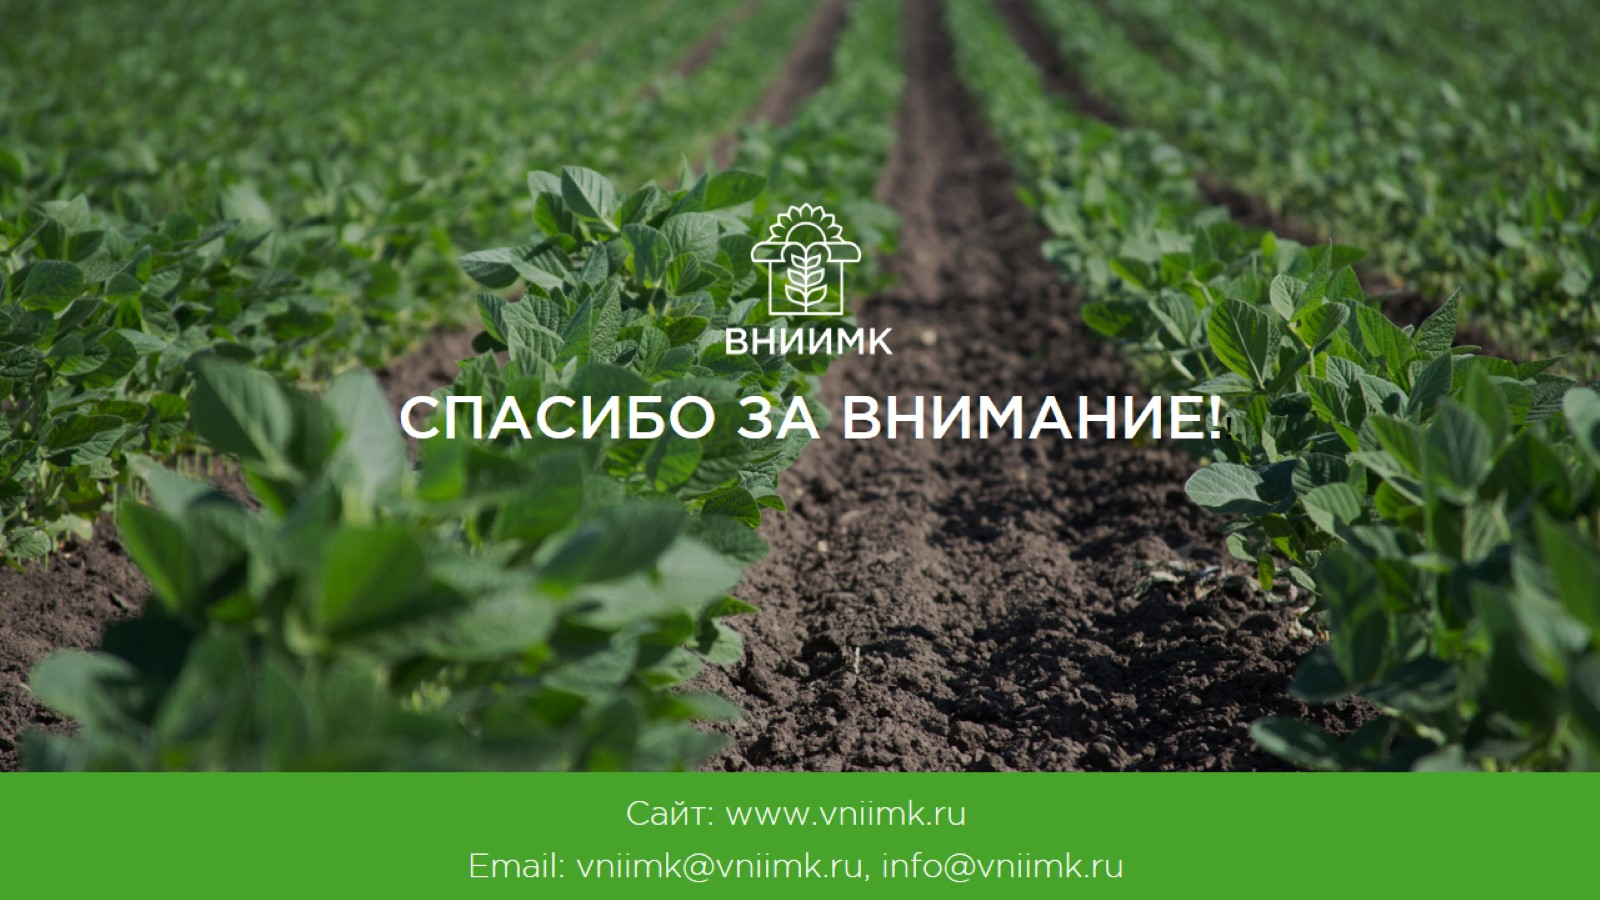 ВНИИМК
СПАСИБО ЗА ВНИМАНИЕ!
Сайт: www.vniimk.ru
Email: vniimk@vniimk.ru, info@vniimk.ru